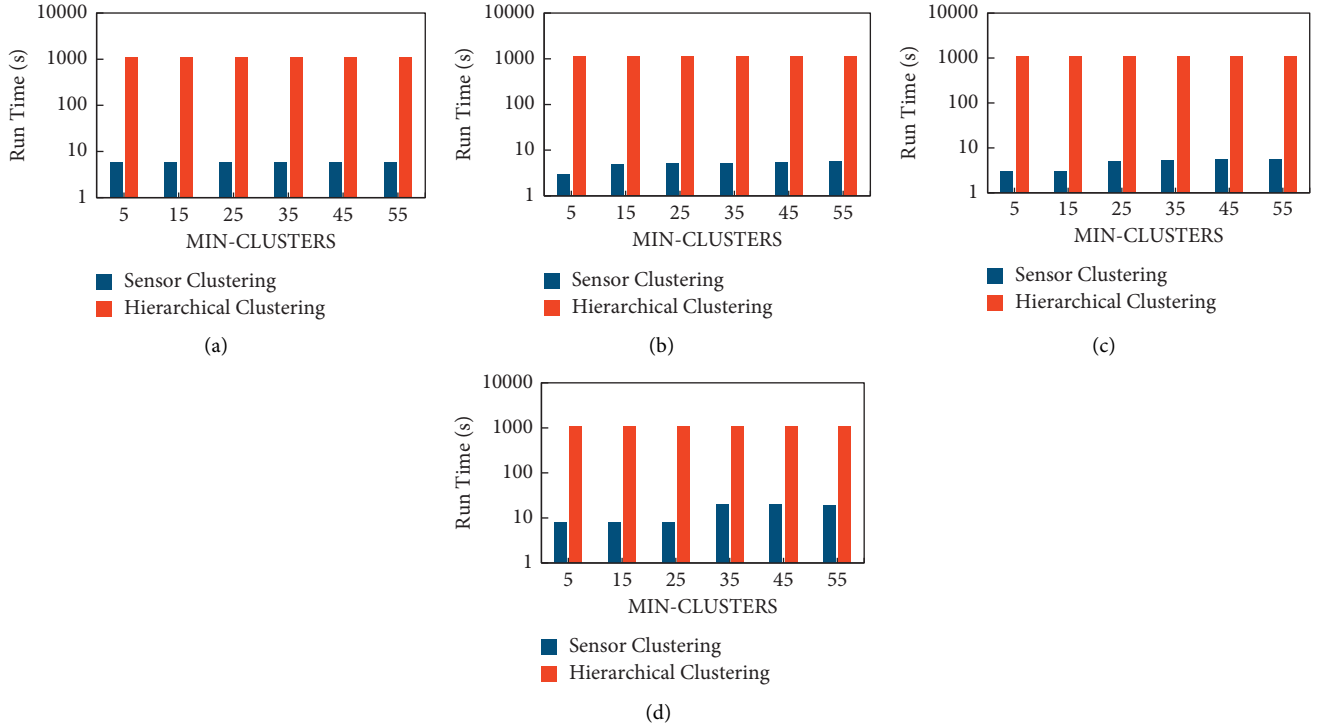 10000
1000
100
10
1
Run Time (s)
5 15 25 35 45 55
MIN-CLUSTERS
Sensor Clustering
Hierarchical Clustering
(a)
10000
1000
100
10
1
Run Time (s)
5 15 25 35 45 55
MIN-CLUSTERS
Sensor Clustering
Hierarchical Clustering
(b)
10000
1000
100
10
1
Run Time (s)
5 15 25 35 45 55
MIN-CLUSTERS
Sensor Clustering
Hierarchical Clustering
(c)
10000
1000
100
10
1
Run Time (s)
5 15 25 35 45 55
MIN-CLUSTERS
Sensor Clustering
Hierarchical Clustering
(d)